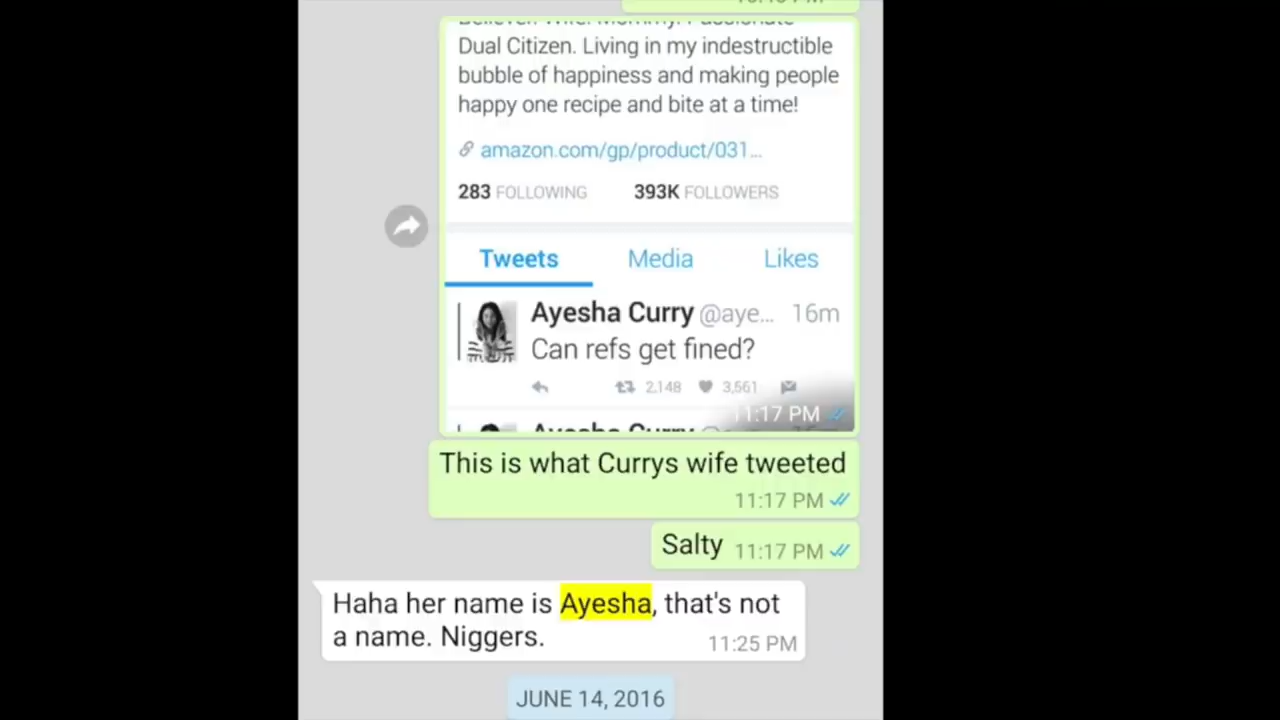 Dual Citizen. Living in my indestructible
bubble of happiness and making people
happy one recipe and bite at a time!
amazon.com/gp/product/031...
283 FOLLOWING 393K FOLLOWERS
Tweets Media Likes
Ayesha Curry @aye... 16m
Can refs get fined?
2,148 3,561
11:17 PM
Ayesha Curry
This is what Currys wife tweeted
11:17 PM
Salty 11:17 PM
Haha her name is Ayesha, that's not
a name. Niggers. 11:25 PM
JUNE 14, 2016